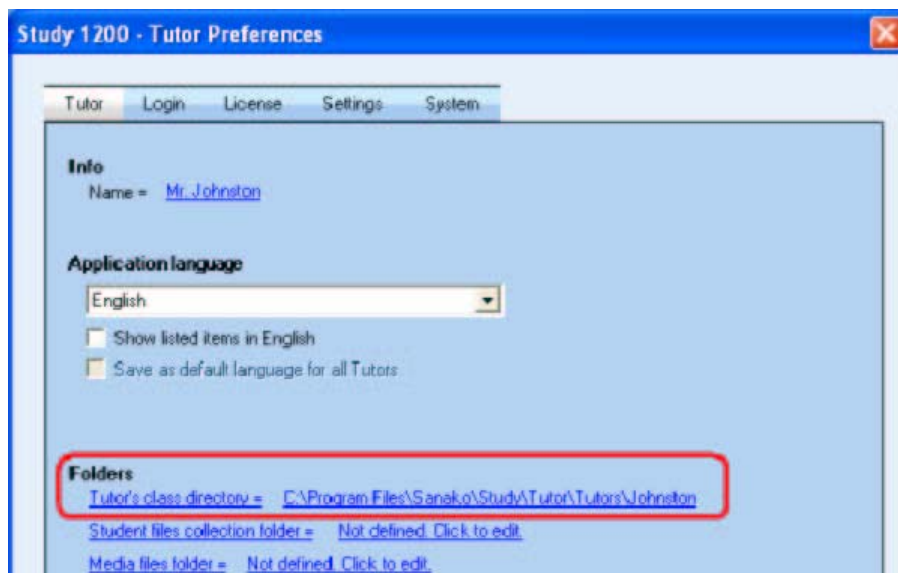 Study 1200 - Tutor Preferences
Tutor Login License Settings System
Info
Name = Mr. Johnston
Application language
English
Show listed items in English
Save as default language for all Tutors
Folders
Tutor's class directory = C:\Program Files\Sanako\Study\Tutor\Tutors\Johnston
Student files collection folder = Not defined. Click to edit.
Media files folder = Not defined. Click to edit.